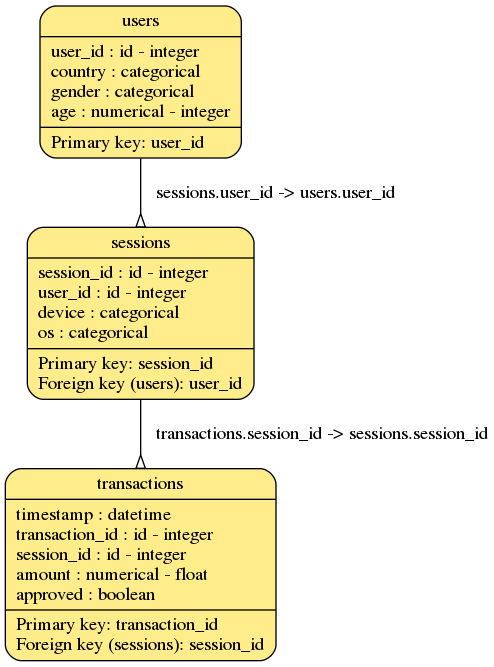 users
user_id : id - integer
country : categorical
gender : categorical
age : numerical - integer
Primary key: user_id
sessions.user_id -> users.user_id
sessions
session_id : id - integer
user_id : id - integer
device : categorical
os : categorical
Primary key: session_id
Foreign key (users): user_id
transactions.session_id -> sessions.session_id
transactions
timestamp : datetime
transaction_id : id - integer
session_id : id - integer
amount : numerical - float
approved : boolean
Primary key: transaction_id
Foreign key (sessions): session_id